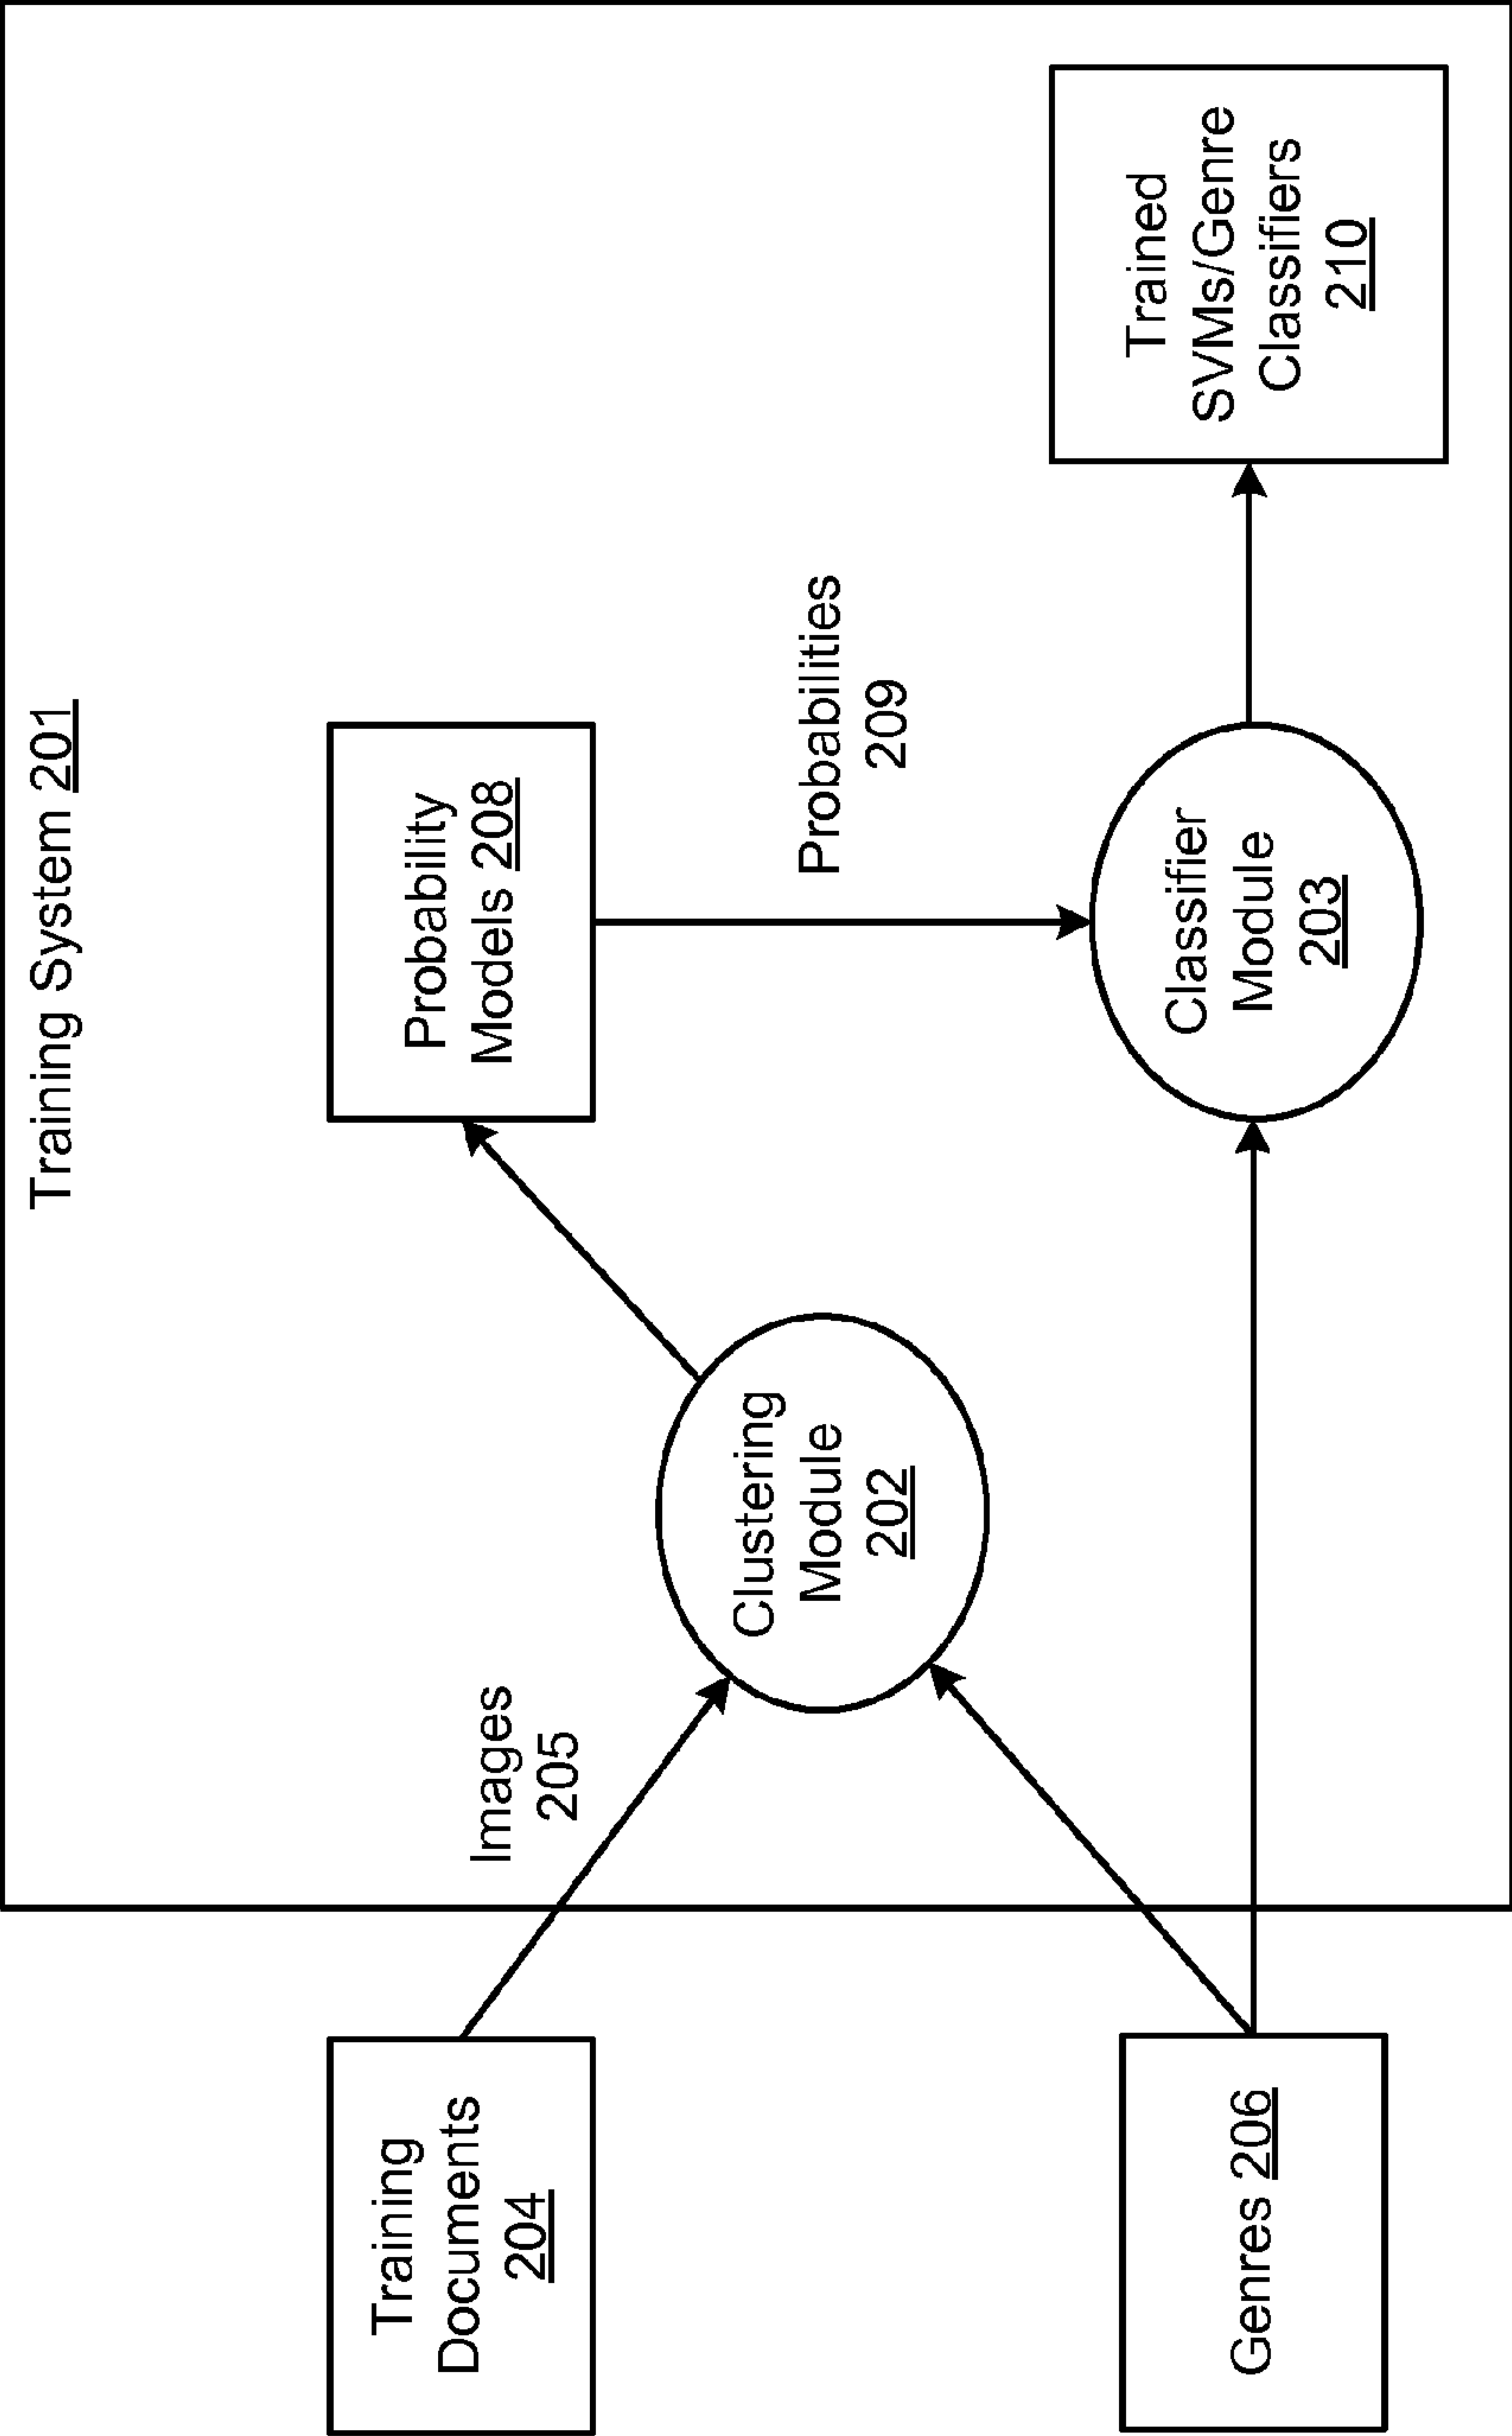 Training System 201
Training
Documents
204
Images
205
Probability
Models 208
Clustering
Module
202
Probabilities
209
Genres 206
Classifier
Module
203
Trained
SVMs/Genre
Classifiers
210